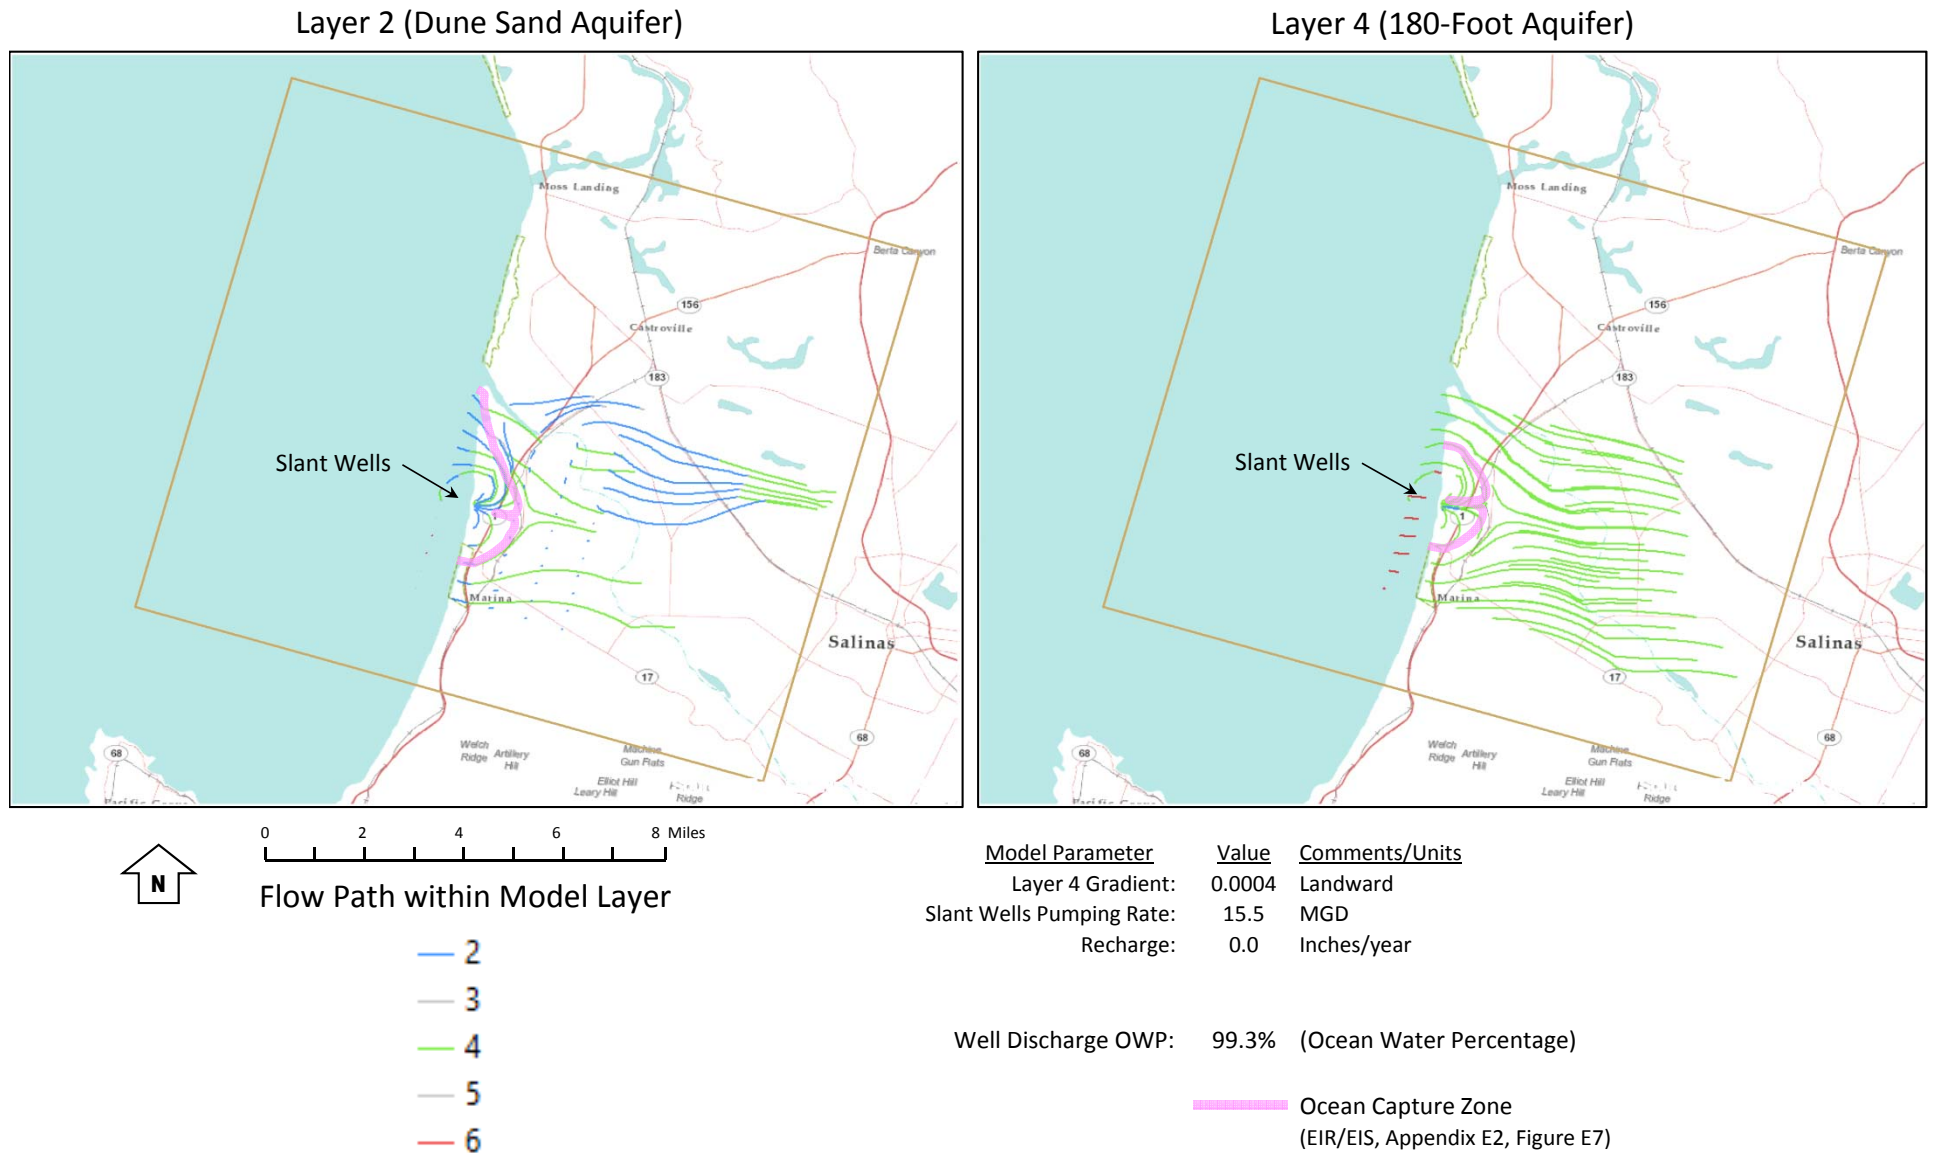 Layer 2 (Dune Sand Aquifer)
Moss Landing
Berta Canyon
156
Castroville
183
Slant Wells
Marina
Salinas
17
68
68
Welch Ridge
Artillery Hill
Machine Gun Flats
Elliot Hill
Leary Hill
Ridge
Layer 4 (180-Foot Aquifer)
Moss Landing
Berta Canyon
156
Castroville
183
Slant Wells
1
Marina
Salinas
17
68
68
Welch Ridge
Artillery Hill
Machine Gun Flats
Elliot Hill
Leary Hill
Ridge
0 2 4 6 8 Miles
N
Flow Path within Model Layer
2
3
4
5
6
Model Parameter Value Comments/Units
Layer 4 Gradient: 0.0004 Landward
Slant Wells Pumping Rate: 15.5 MGD
Recharge: 0.0 Inches/year
Well Discharge OWP: 99.3% (Ocean Water Percentage)
Ocean Capture Zone
(EIR/EIS, Appendix E2, Figure E7)